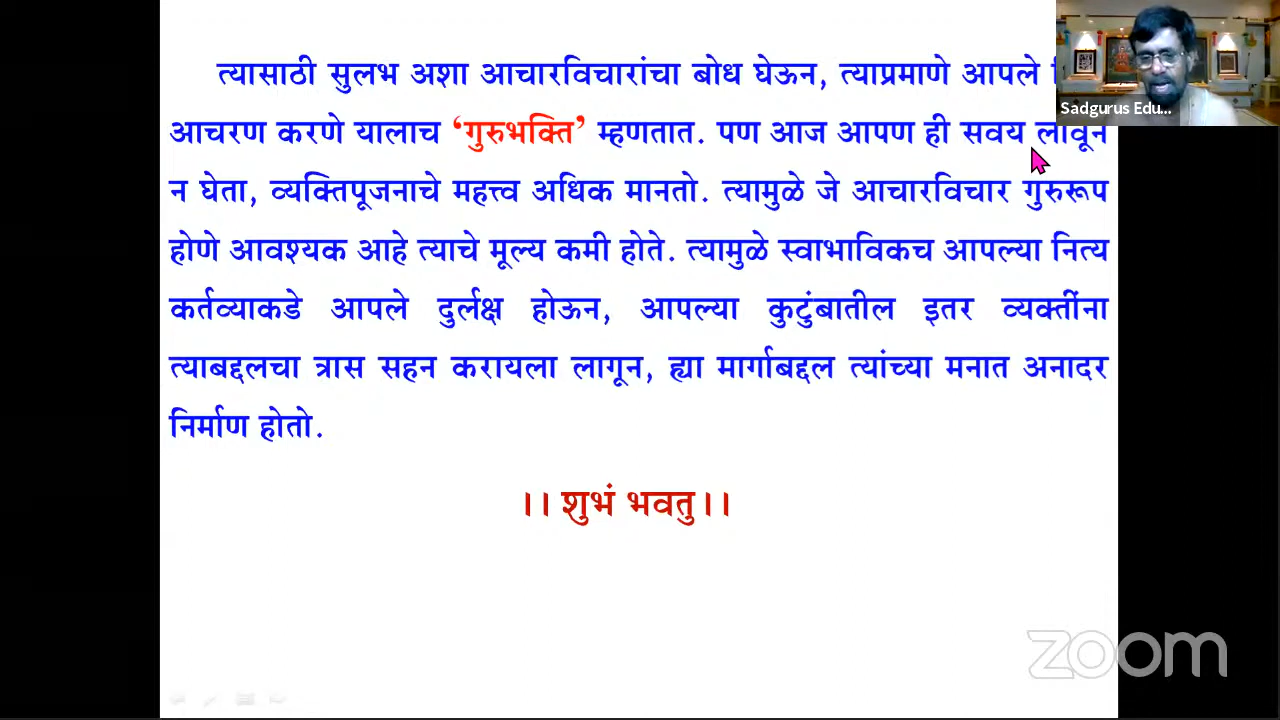 त्यासाठी सुलभ अशा आचारविचारांचा बोध घेऊन, त्याप्रमाणे आपले
आचरण करणे यालाच ‘गुरुभक्ति’ म्हणतात. पण आज आपण ही सवय लावून
न घेता, व्यक्तिपूजनाचे महत्त्व अधिक मानतो. त्यामुळे जे आचारविचार गुरुरूप
होणे आवश्यक आहे त्याचे मूल्य कमी होते. त्यामुळे स्वाभाविकच आपल्या नित्य
कर्तव्याकडे आपले दुर्लक्ष होऊन, आपल्या कुटुंबातील इतर व्यक्तींना
त्याबद्दलचा त्रास सहन करायला लागून, ह्या मार्गाबद्दल त्यांच्या मनात अनादर
निर्माण होतो.
।। शुभं भवतु ।।
Sadgurus Edu...
zoom